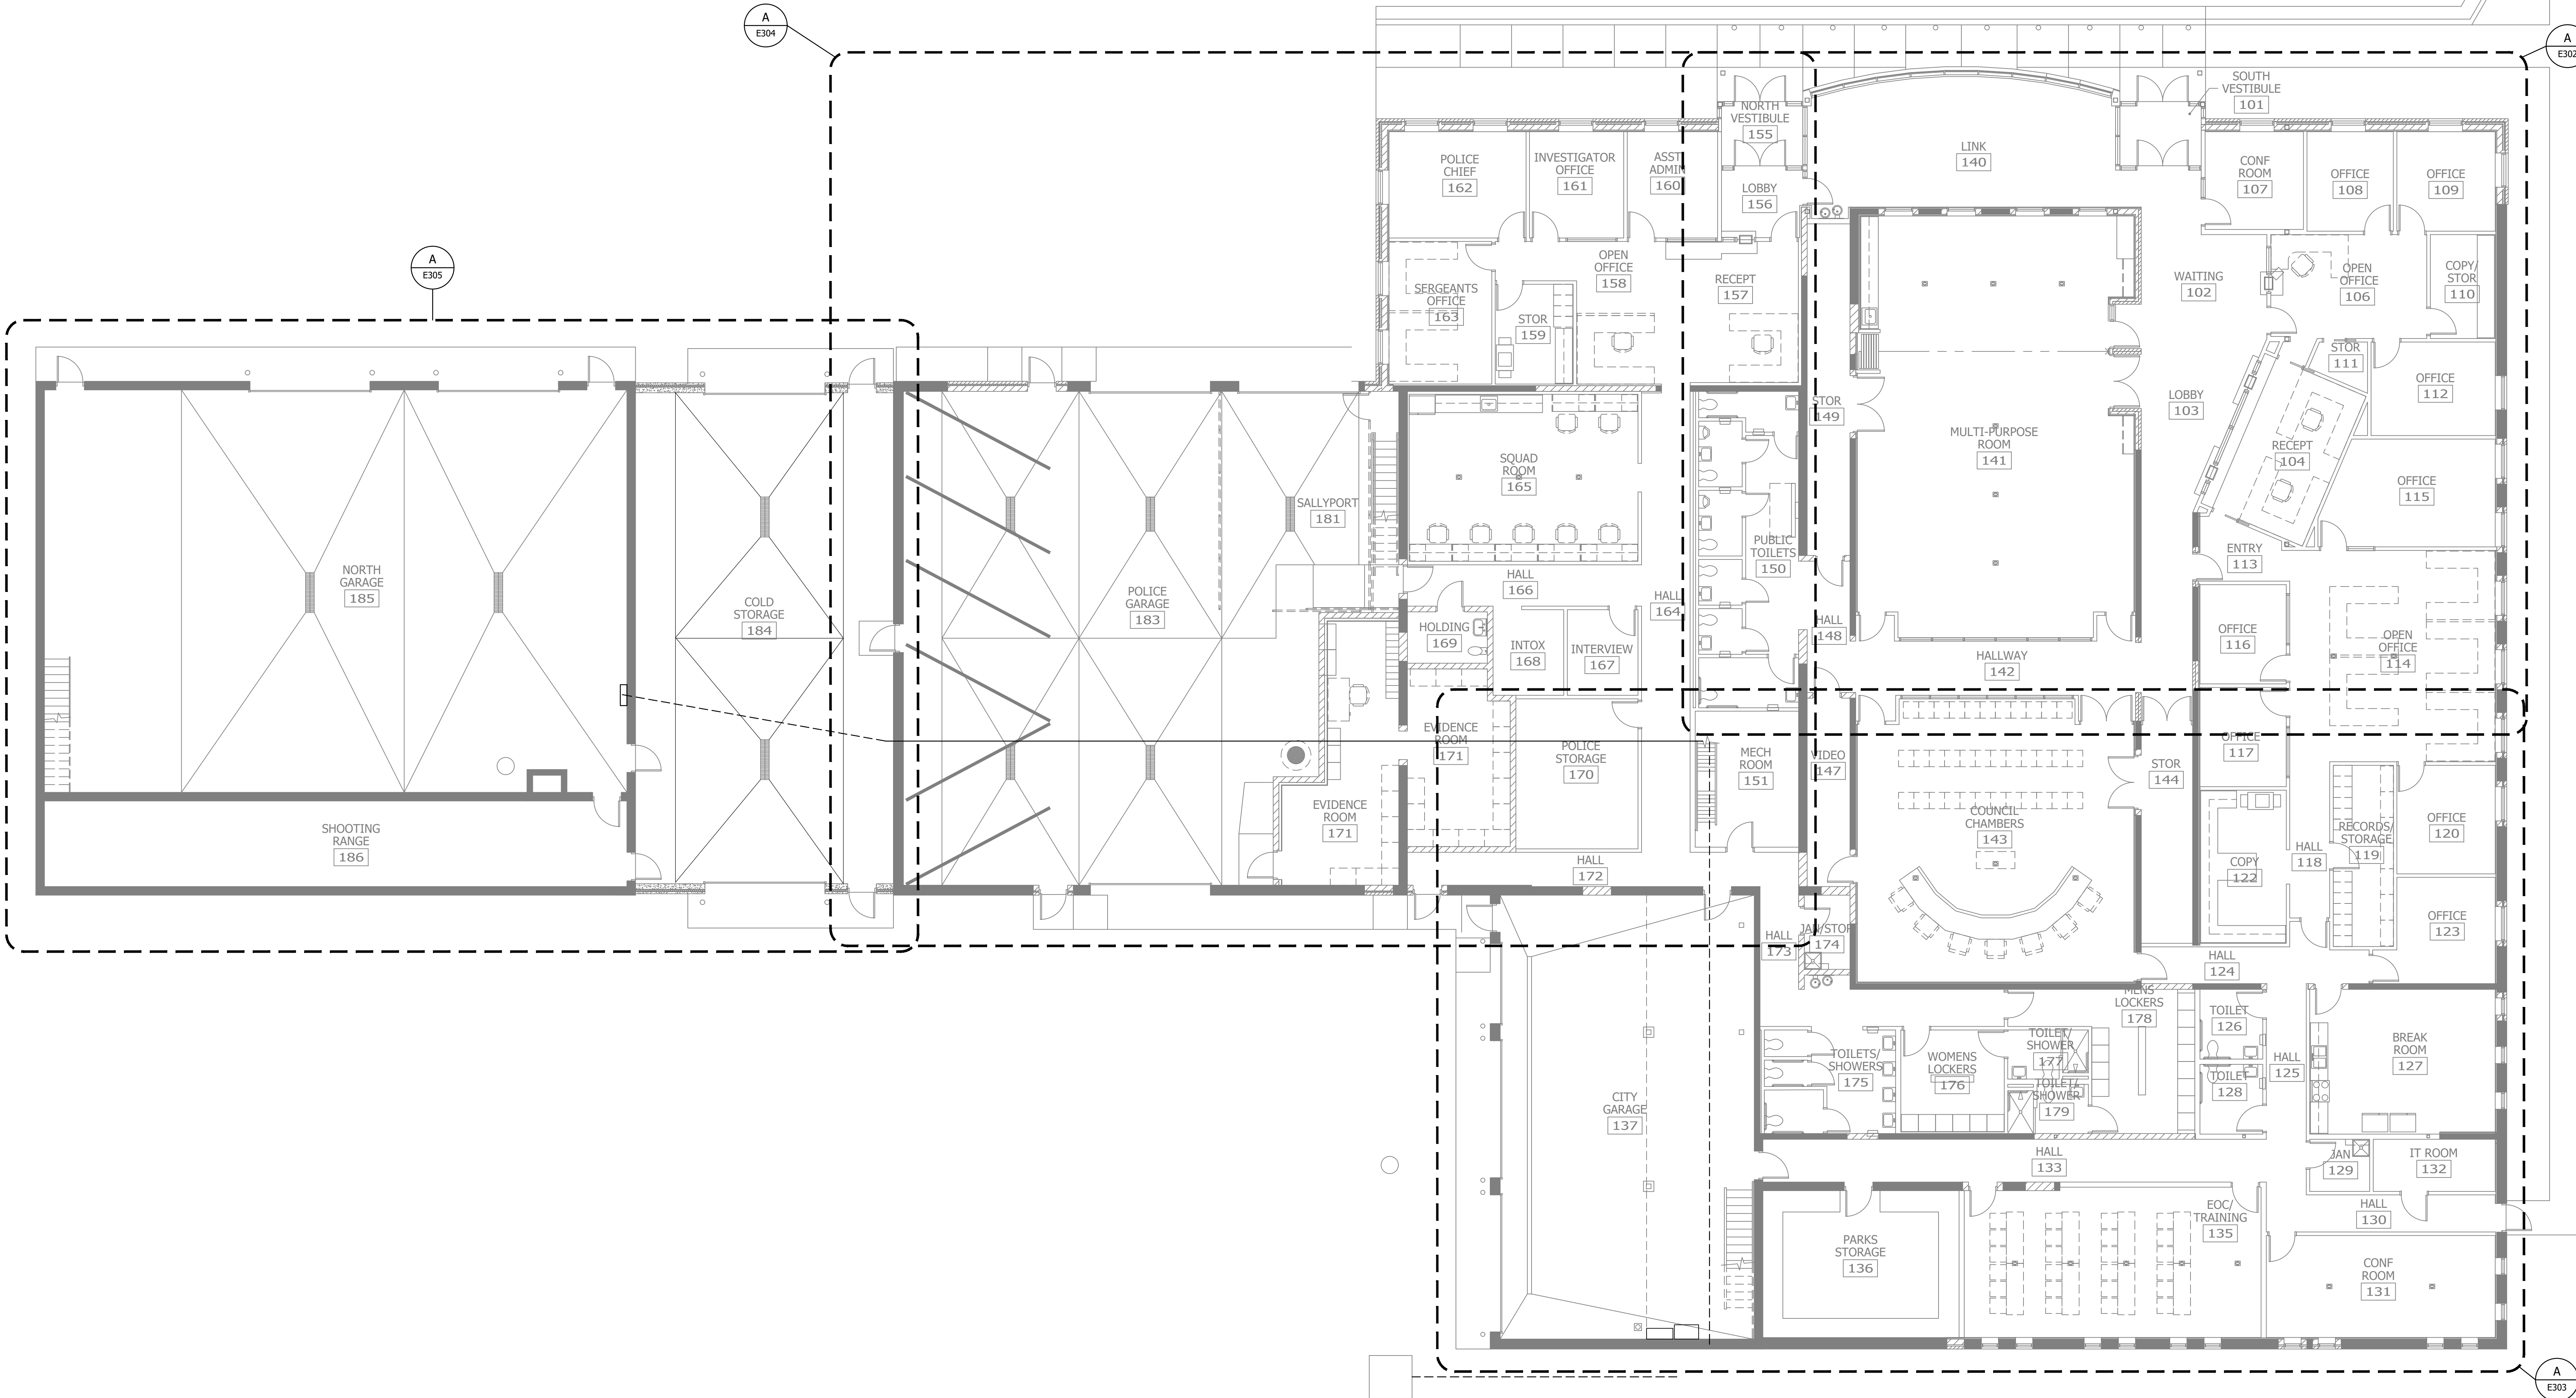 A
E304
A
E302
SOUTH
VESTIBULE
101
NORTH
VESTIBULE
155
LINK
140
POLICE
CHIEF
162
INVESTIGATOR
OFFICE
161
ASST
ADMIN
160
LOBBY
156
CONF
ROOM
107
OFFICE
108
OFFICE
109
A
E305
OPEN
OFFICE
158
SERGEANTS
OFFICE
163
STOR
159
RECEPT
157
WAITING
102
OPEN
OFFICE
106
COPY/
STOR
110
STOR
111
OFFICE
112
STOR
149
LOBBY
103
MULTI-PURPOSE
ROOM
141
RECEPT
104
SQUAD
ROOM
165
SALLYPORT
181
OFFICE
115
PUBLIC
TOILETS
150
ENTRY
113
NORTH
GARAGE
185
COLD
STORAGE
184
POLICE
GARAGE
183
HALL
166
HALL
164
HALL
148
HOLDING
169
INTOX
168
INTERVIEW
167
HALLWAY
142
OFFICE
116
OPEN
OFFICE
114
EVIDENCE
ROOM
171
POLICE
STORAGE
170
MECH
ROOM
151
VIDEO
147
STOR
144
OFFICE
117
SHOOTING
RANGE
186
EVIDENCE
ROOM
171
COUNCIL
CHAMBERS
143
COPY
122
HALL
118
RECORDS/
STORAGE
119
OFFICE
120
HALL
172
OFFICE
123
HALL
173
JAN/STOR
174
HALL
124
MENS
LOCKERS
178
TOILET
126
TOILETS/
SHOWERS
175
WOMENS
LOCKERS
176
TOILET/
SHOWER
177
TOILET/
SHOWER
179
TOILET
128
HALL
125
BREAK
ROOM
127
CITY
GARAGE
137
HALL
133
JAN
129
IT ROOM
132
HALL
130
PARKS
STORAGE
136
EOC/
TRAINING
135
CONF
ROOM
131
A
E303